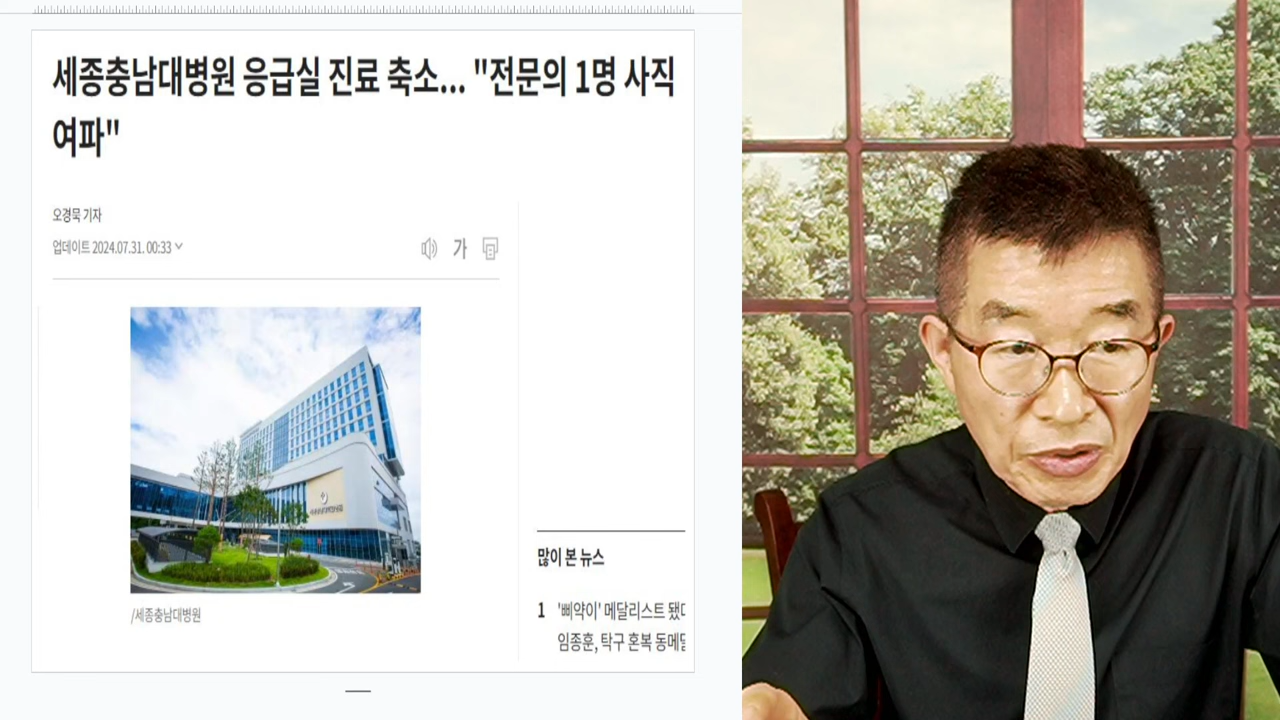 세종충남대병원 응급실 진료 축소... "전문의 1명 사직
여파"
오경묵 기자
업데이트 2024.07.31. 00:33
가
/세종충남대병원
많이 본 뉴스
1 '삐약이' 메달리스트 됐다
임종훈, 탁구 혼복 동메달